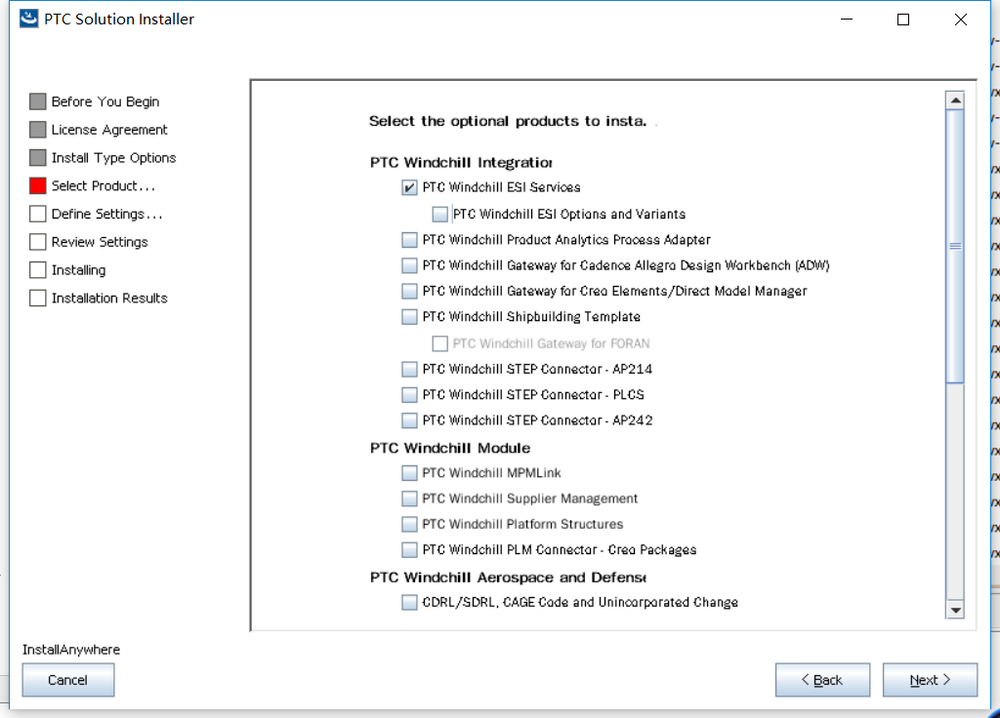 PTC Solution Installer
Before You Begin
License Agreement
Install Type Options
Select Product...
Define Settings...
Review Settings
Installing
Installation Results
Select the optional products to insta.
PTC Windchill Integration
PTC Windchill ESI Services
PTC Windchill ESI Options and Variants
PTC Windchill Product Analytics Process Adapter
PTC Windchill Gateway for Cadence Allegro Design Workbench (ADW)
PTC Windchill Gateway for Creo Elements/Direct Model Manager
PTC Windchill Shipbuilding Template
PTC Windchill Gateway for FORAN
PTC Windchill STEP Connector - AP214
PTC Windchill STEP Connector - PLCS
PTC Windchill STEP Connector - AP242
PTC Windchill Module
PTC Windchill MPMLink
PTC Windchill Supplier Management
PTC Windchill Platform Structures
PTC Windchill PLM Connector - Creo Packages
PTC Windchill Aerospace and Defense
CDRL/SDRL, CAGE Code and Unincorporated Change
InstallAnywhere
Cancel
< Back
Next >